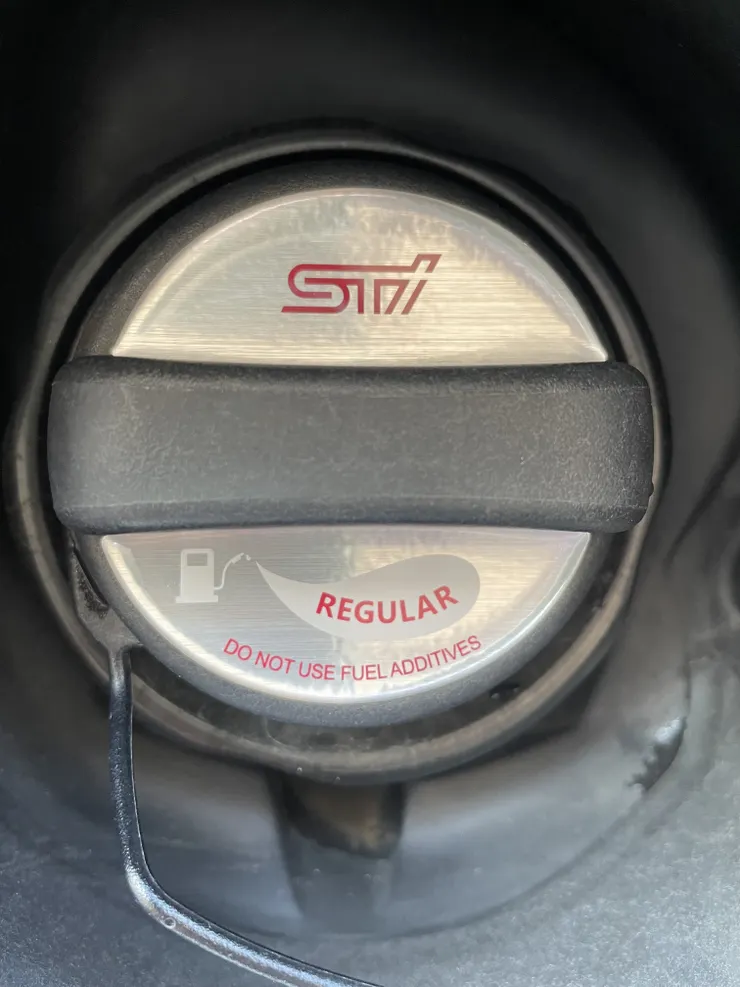 STI
REGULAR
DO NOT USE FUEL ADDITIVES